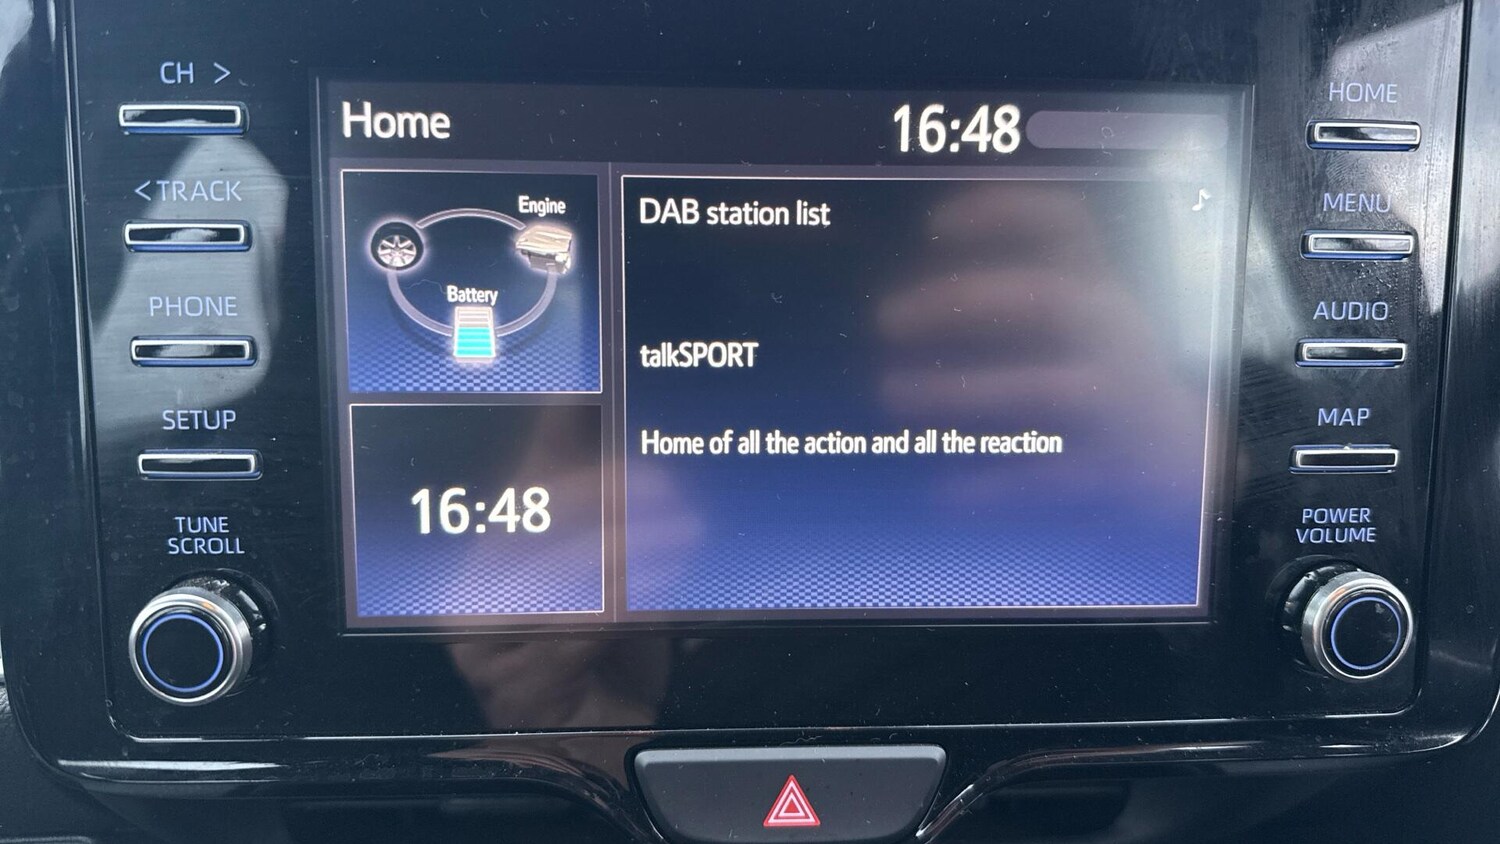 CH >
< TRACK
PHONE
SETUP
TUNE
SCROLL
Home
16:48
Engine
Battery
16:48
DAB station list
talkSPORT
Home of all the action and all the reaction
HOME
MENU
AUDIO
MAP
POWER
VOLUME